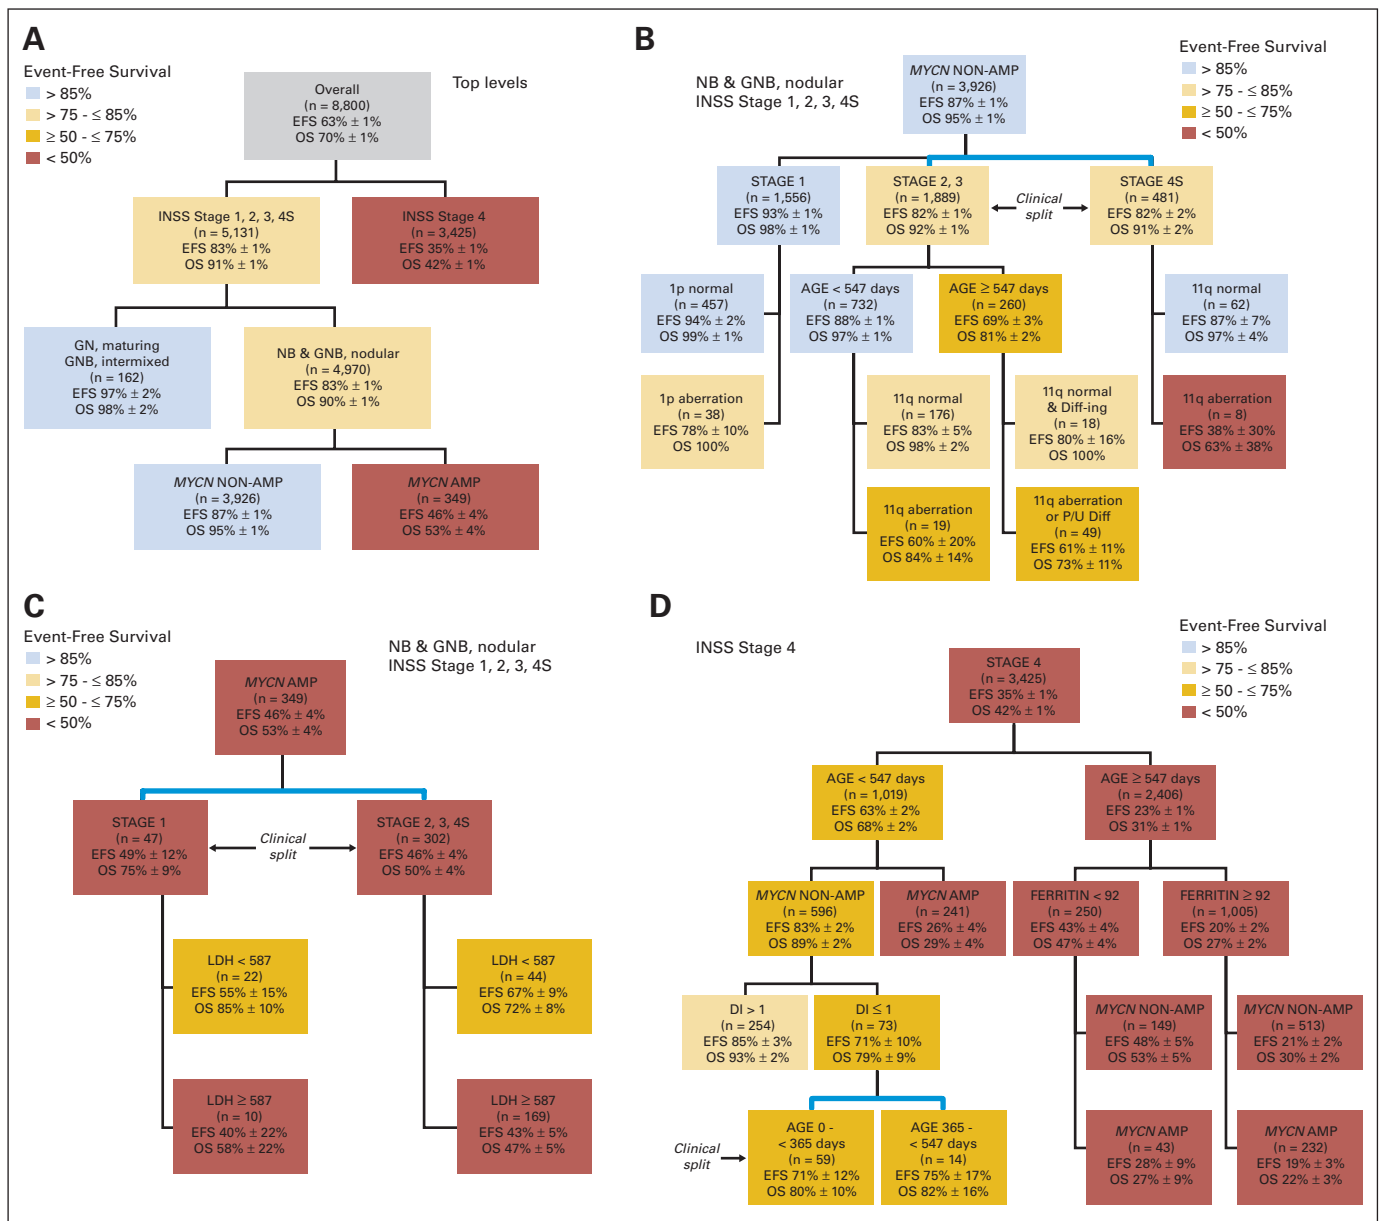 A
Event-Free Survival
> 85%
> 75 - ≤ 85%
≥ 50 - ≤ 75%
< 50%
Top levels
Overall
(n = 8,800)
EFS 63% ± 1%
OS 70% ± 1%
INSS Stage 1, 2, 3, 4S
(n = 5,131)
EFS 83% ± 1%
OS 91% ± 1%
INSS Stage 4
(n = 3,425)
EFS 35% ± 1%
OS 42% ± 1%
GN, maturing
GNB, intermixed
(n = 162)
EFS 97% ± 2%
OS 98% ± 2%
NB & GNB, nodular
(n = 4,970)
EFS 83% ± 1%
OS 90% ± 1%
MYCN NON-AMP
(n = 3,926)
EFS 87% ± 1%
OS 95% ± 1%
MYCN AMP
(n = 349)
EFS 46% ± 4%
OS 53% ± 4%
B
NB & GNB, nodular
INSS Stage 1, 2, 3, 4S
Event-Free Survival
> 85%
> 75 - ≤ 85%
≥ 50 - ≤ 75%
< 50%
MYCN NON-AMP
(n = 3,926)
EFS 87% ± 1%
OS 95% ± 1%
STAGE 1
(n = 1,556)
EFS 93% ± 1%
OS 98% ± 1%
STAGE 2, 3
(n = 1,889)
EFS 82% ± 1%
OS 92% ± 1%
Clinical
split
STAGE 4S
(n = 481)
EFS 82% ± 2%
OS 91% ± 2%
1p normal
(n = 457)
EFS 94% ± 2%
OS 99% ± 1%
AGE < 547 days
(n = 732)
EFS 88% ± 1%
OS 97% ± 1%
AGE ≥ 547 days
(n = 260)
EFS 69% ± 3%
OS 81% ± 2%
11q normal
(n = 62)
EFS 87% ± 7%
OS 97% ± 4%
1p aberration
(n = 38)
EFS 78% ± 10%
OS 100%
11q normal
(n = 176)
EFS 83% ± 5%
OS 98% ± 2%
11q normal
& Diff-ing
(n = 18)
EFS 80% ± 16%
OS 100%
11q aberration
(n = 8)
EFS 38% ± 30%
OS 63% ± 38%
11q aberration
(n = 19)
EFS 60% ± 20%
OS 84% ± 14%
11q aberration
or P/U Diff
(n = 49)
EFS 61% ± 11%
OS 73% ± 11%
C
Event-Free Survival
> 85%
> 75 - ≤ 85%
≥ 50 - ≤ 75%
< 50%
NB & GNB, nodular
INSS Stage 1, 2, 3, 4S
MYCN AMP
(n = 349)
EFS 46% ± 4%
OS 53% ± 4%
STAGE 1
(n = 47)
EFS 49% ± 12%
OS 75% ± 9%
Clinical
split
STAGE 2, 3, 4S
(n = 302)
EFS 46% ± 4%
OS 50% ± 4%
LDH < 587
(n = 22)
EFS 55% ± 15%
OS 85% ± 10%
LDH < 587
(n = 44)
EFS 67% ± 9%
OS 72% ± 8%
LDH ≥ 587
(n = 10)
EFS 40% ± 22%
OS 58% ± 22%
LDH ≥ 587
(n = 169)
EFS 43% ± 5%
OS 47% ± 5%
D
INSS Stage 4
Event-Free Survival
> 85%
> 75 - ≤ 85%
≥ 50 - ≤ 75%
< 50%
STAGE 4
(n = 3,425)
EFS 35% ± 1%
OS 42% ± 1%
AGE < 547 days
(n = 1,019)
EFS 63% ± 2%
OS 68% ± 2%
AGE ≥ 547 days
(n = 2,406)
EFS 23% ± 1%
OS 31% ± 1%
MYCN NON-AMP
(n = 596)
EFS 83% ± 2%
OS 89% ± 2%
MYCN AMP
(n = 241)
EFS 26% ± 4%
OS 29% ± 4%
FERRITIN < 92
(n = 250)
EFS 43% ± 4%
OS 47% ± 4%
FERRITIN ≥ 92
(n = 1,005)
EFS 20% ± 2%
OS 27% ± 2%
DI > 1
(n = 254)
EFS 85% ± 3%
OS 93% ± 2%
DI ≤ 1
(n = 73)
EFS 71% ± 10%
OS 79% ± 9%
MYCN NON-AMP
(n = 149)
EFS 48% ± 5%
OS 53% ± 5%
MYCN NON-AMP
(n = 513)
EFS 21% ± 2%
OS 30% ± 2%
Clinical
split
AGE 0 -
< 365 days
(n = 59)
EFS 71% ± 12%
OS 80% ± 10%
AGE 365 -
< 547 days
(n = 14)
EFS 75% ± 17%
OS 82% ± 16%
MYCN AMP
(n = 43)
EFS 28% ± 9%
OS 27% ± 9%
MYCN AMP
(n = 232)
EFS 19% ± 3%
OS 22% ± 3%